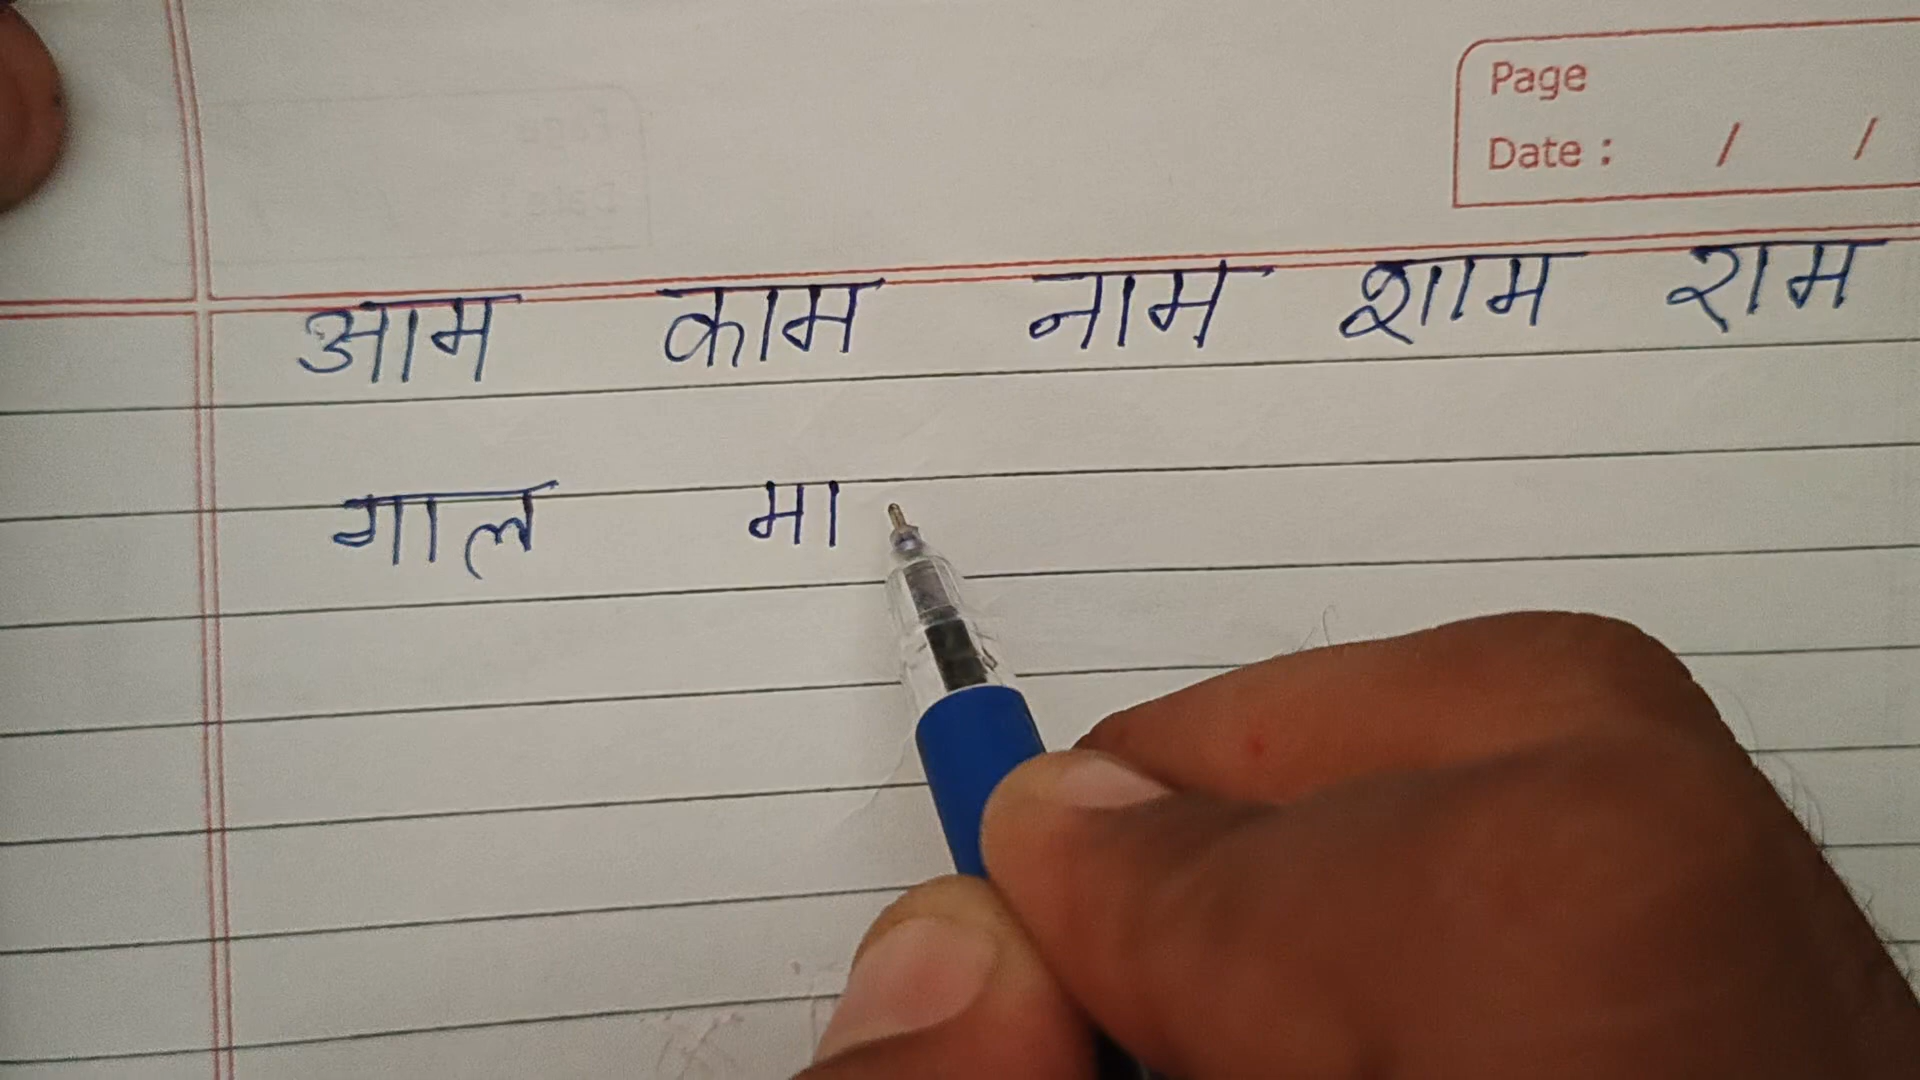 Page
Date : / /
आम काम नाम शाम राम
गाल मा